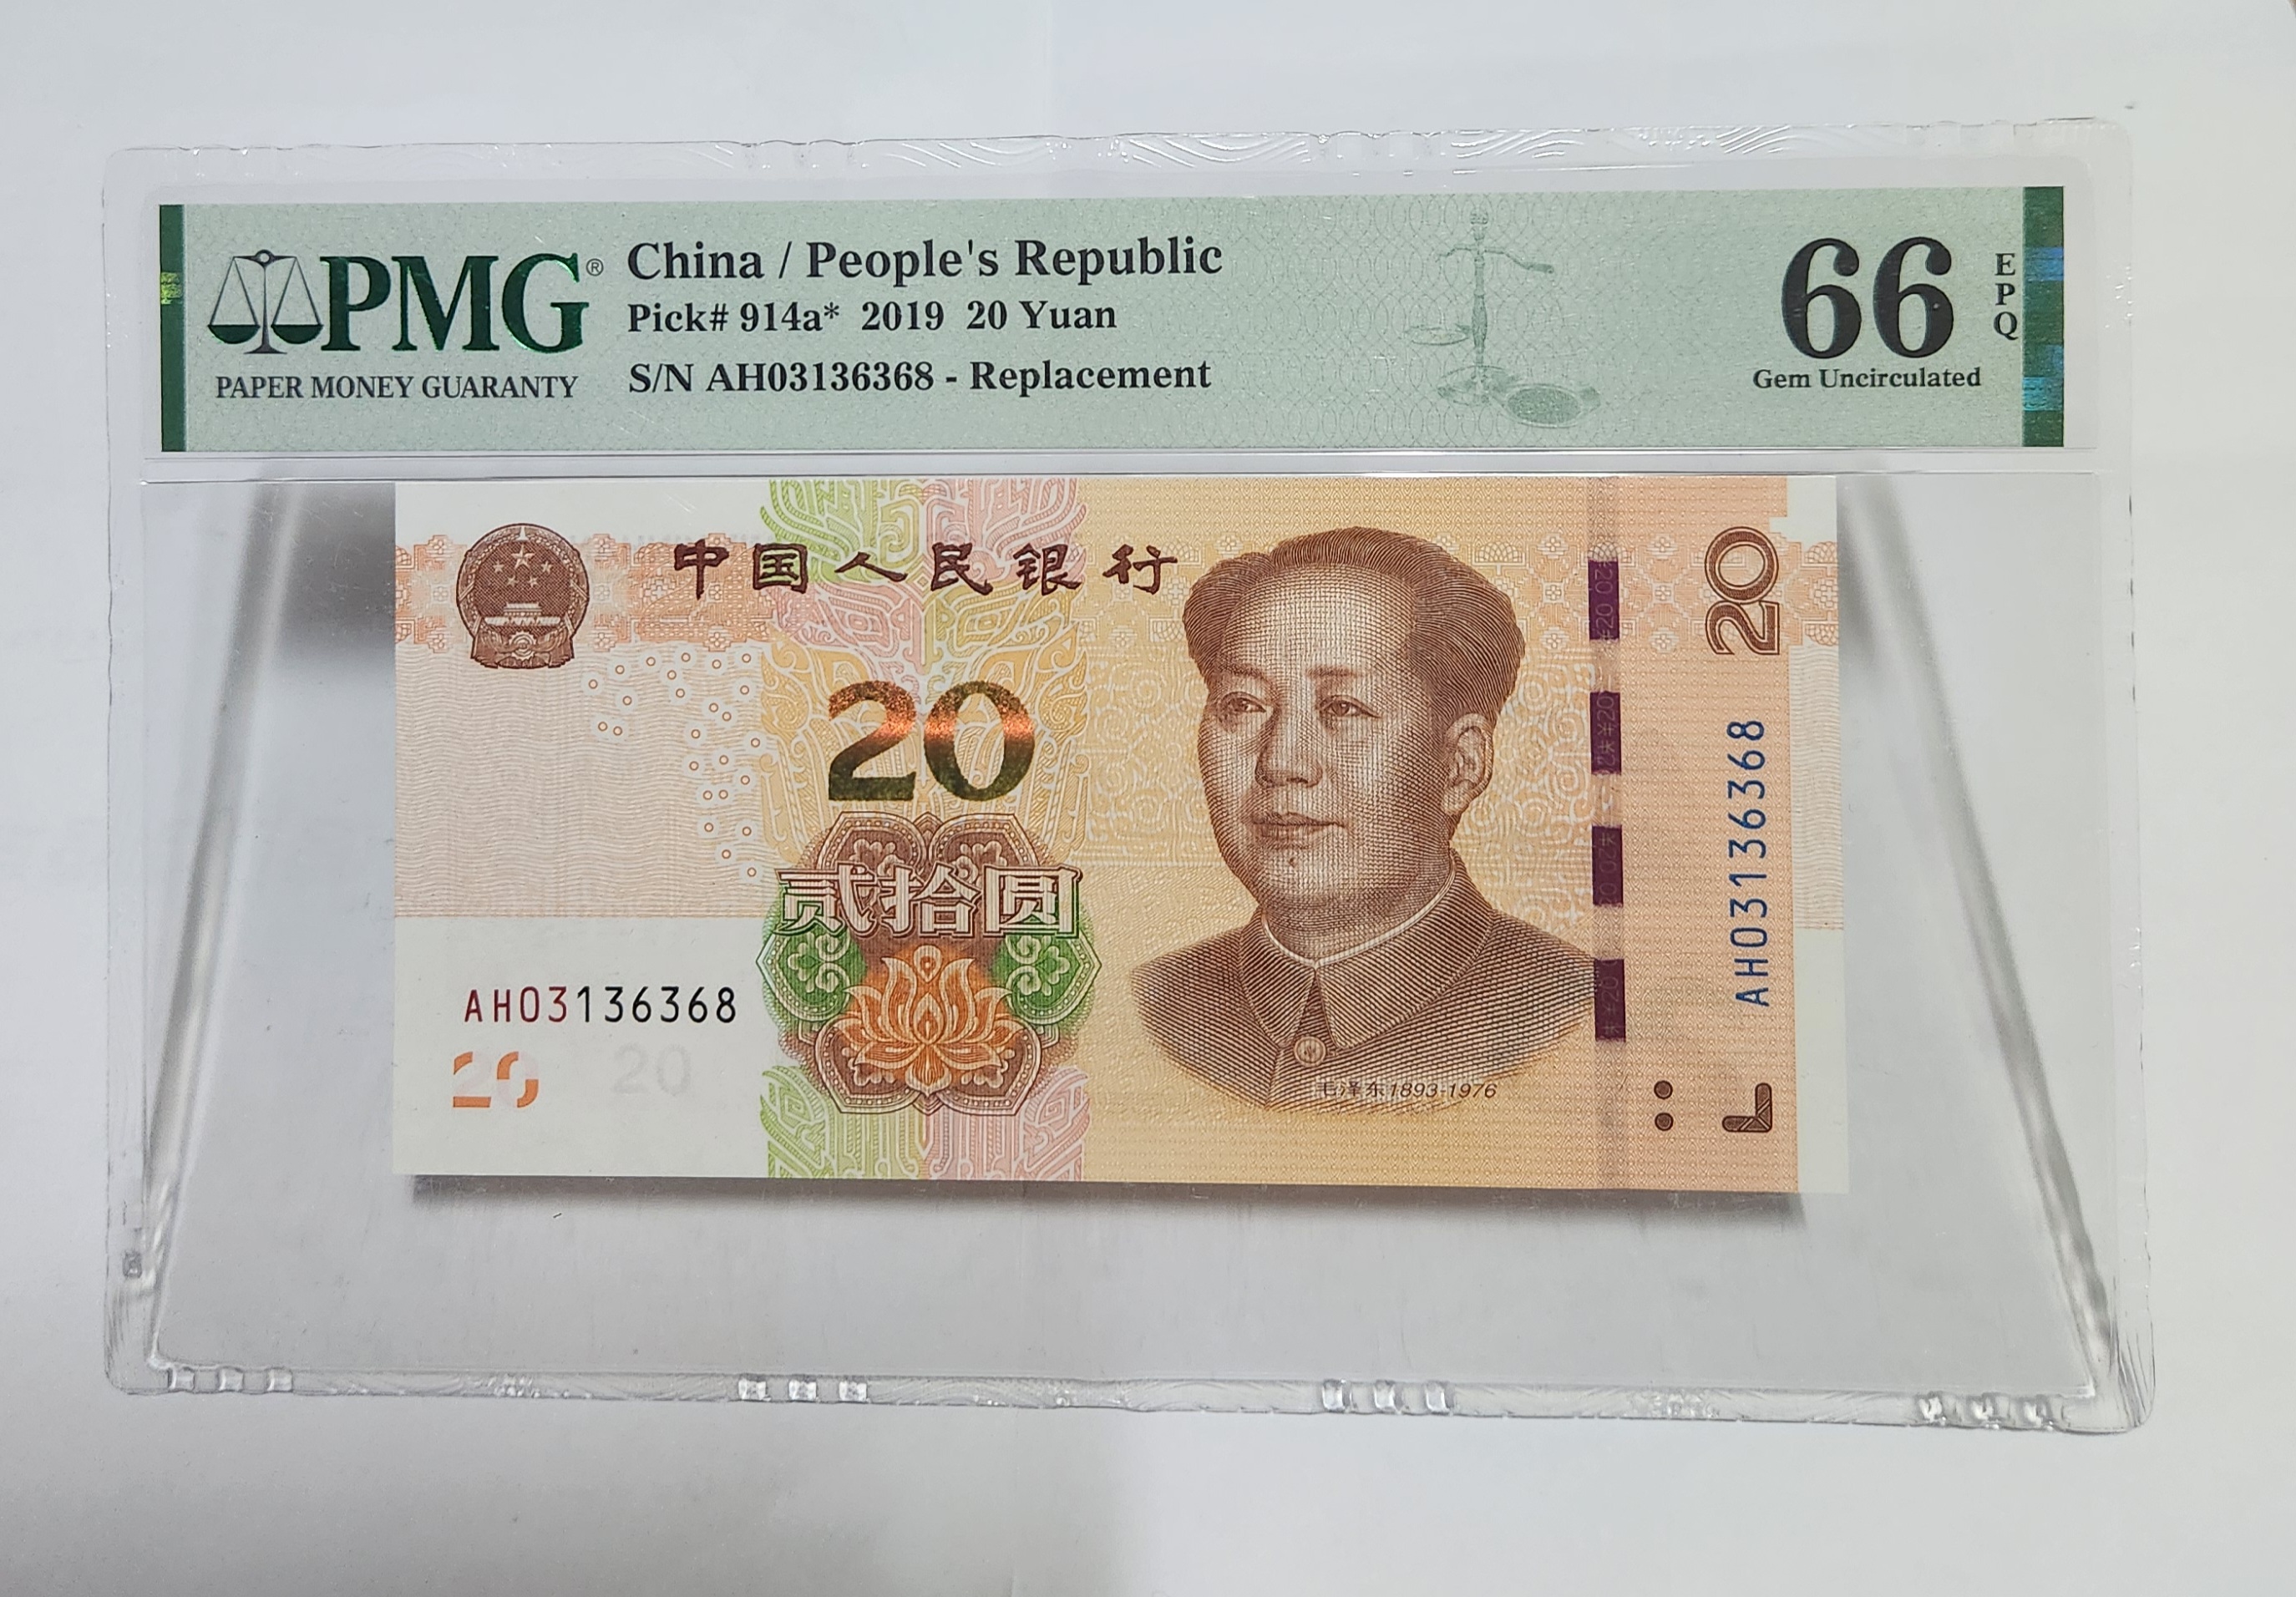 PMG®
PAPER MONEY GUARANTY
China / People's Republic
Pick# 914a* 2019 20 Yuan
S/N AH03136368 - Replacement
66
EPQ
Gem Uncirculated
中国人民银行
20
贰拾圆
AH03136368
20
20
毛泽东1893-1976
20
AH03136368